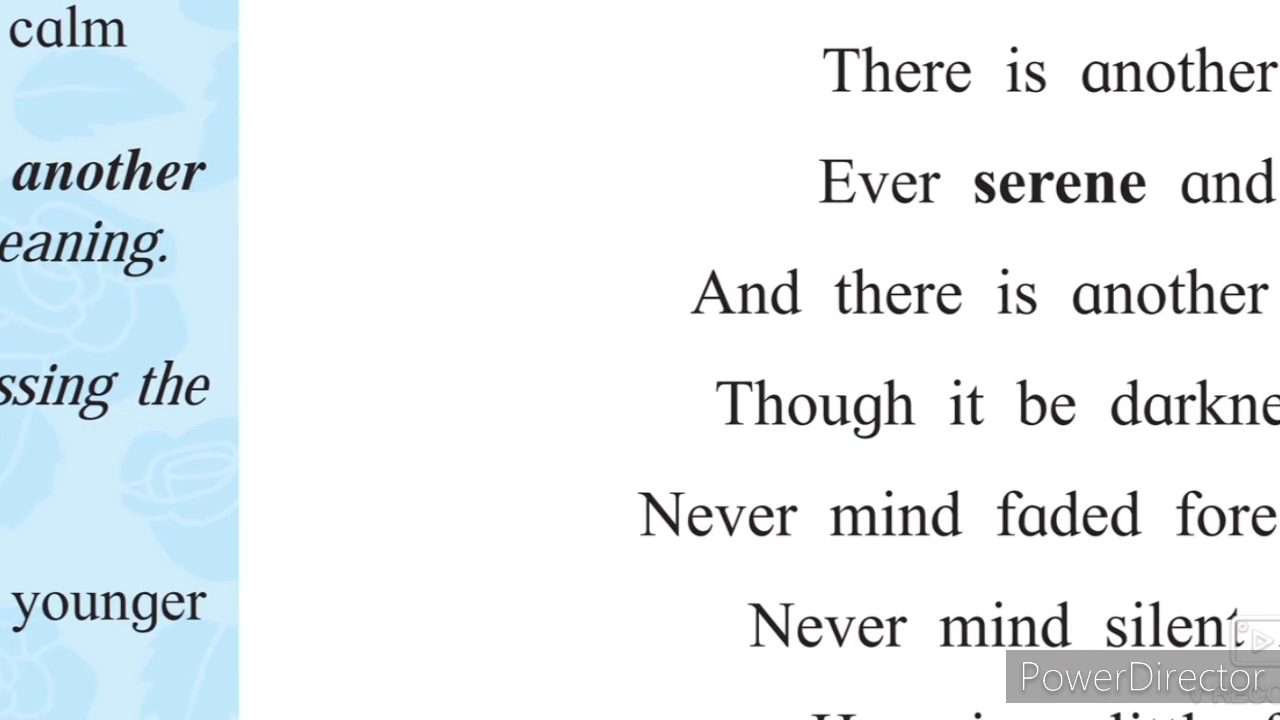 calm
another
eaning.
ssing the
younger
There is another
Ever serene and
And there is another
Though it be darkne
Never mind faded fore
Never mind silent
PowerDirector